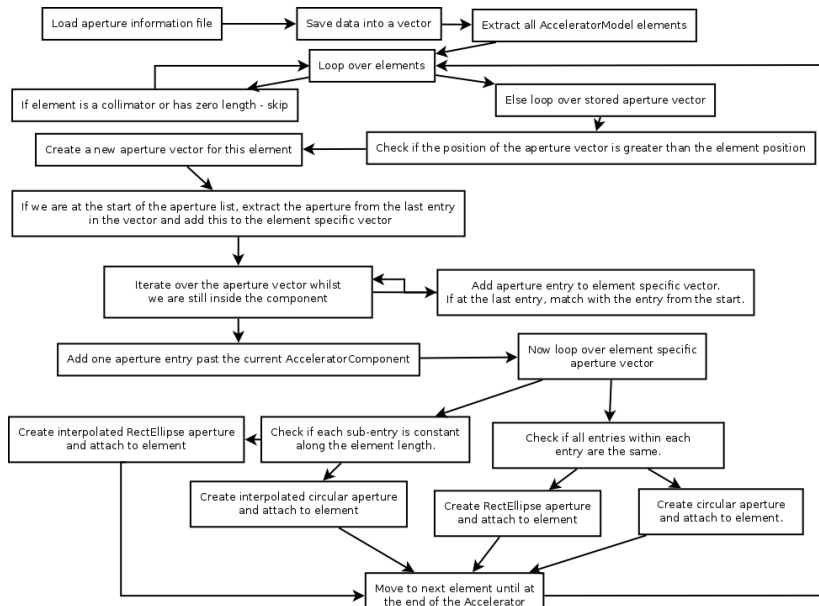 Load aperture information file
Save data into a vector
Extract all AcceleratorModel elements
Loop over elements
If element is a collimator or has zero length - skip
Else loop over stored aperture vector
Create a new aperture vector for this element
Check if the position of the aperture vector is greater than the element position
If we are at the start of the aperture list, extract the aperture from the last entry
in the vector and add this to the element specific vector
Iterate over the aperture vector whilst
we are still inside the component
Add aperture entry to element specific vector.
If at the last entry, match with the entry from the start.
Add one aperture entry past the current AcceleratorComponent
Now loop over element specific
aperture vector
Create interpolated RectEllipse aperture
and attach to element
Check if each sub-entry is constant
along the element length.
Check if all entries within each
entry are the same.
Create interpolated circular aperture
and attach to element
Create RectEllipse aperture
and attach to element
Create circular aperture
and attach to element.
Move to next element until at
the end of the Accelerator